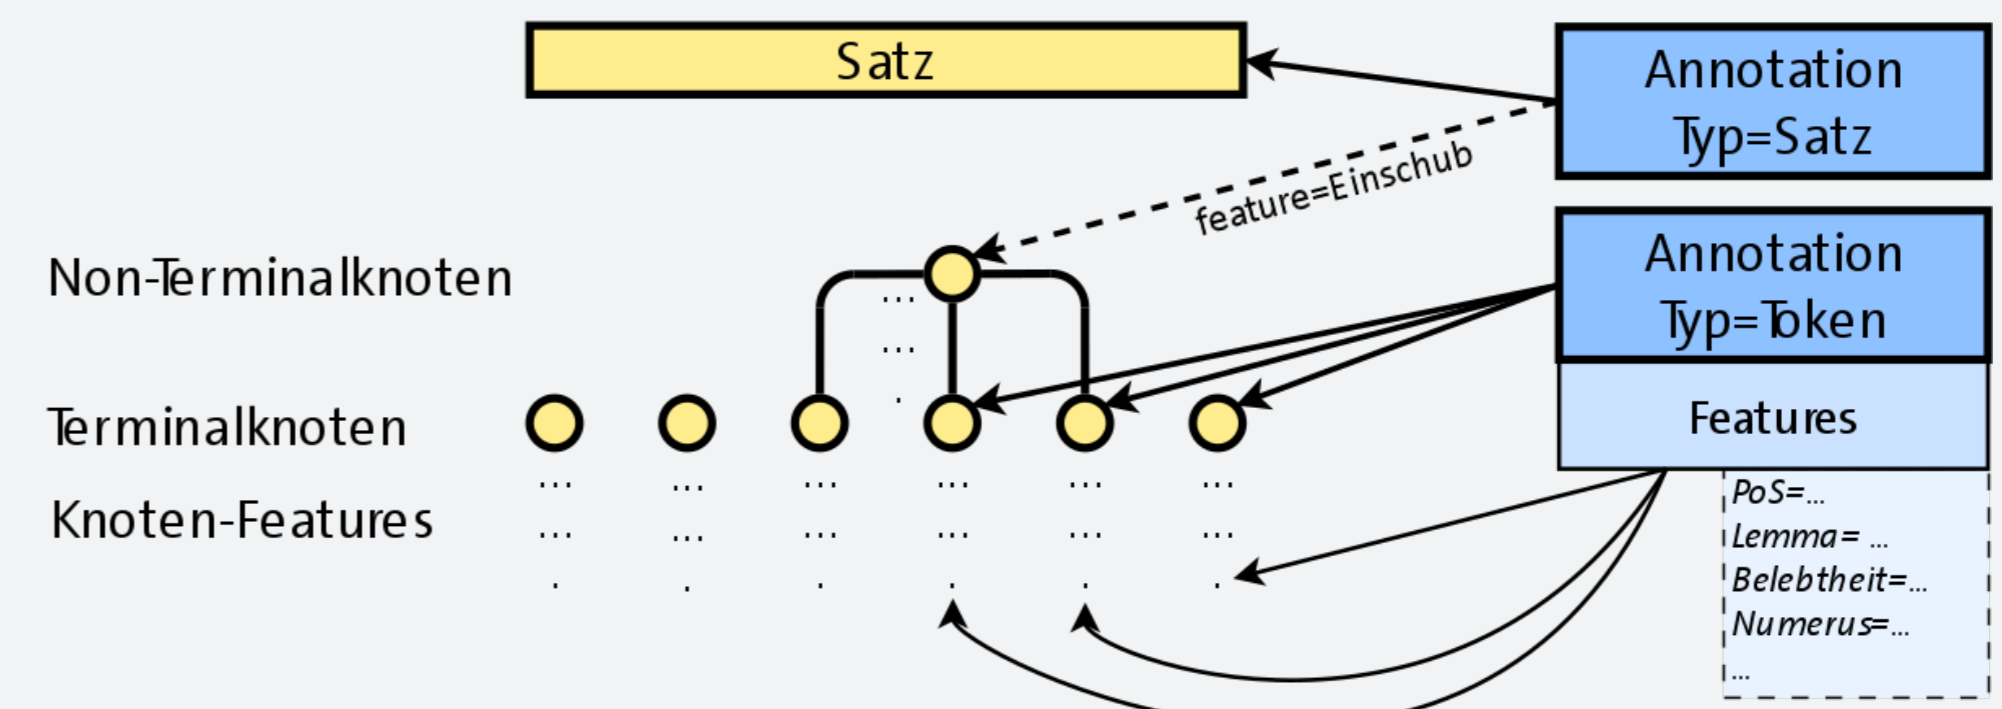 Satz
Annotation
Typ=Satz
feature=Einschub
Annotation
Typ=Token
Non-Terminalknoten
...
...
.
Terminalknoten
Features
Knoten-Features
... ... ... ... ... ...
... ... ... ... ... ...
. . . . . .
PoS=...
Lemma= ...
Belebtheit=...
Numerus=...
...